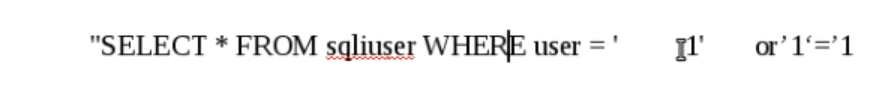 "SELECT * FROM sqliuser WHERE user = ' 1' or’1‘=’1